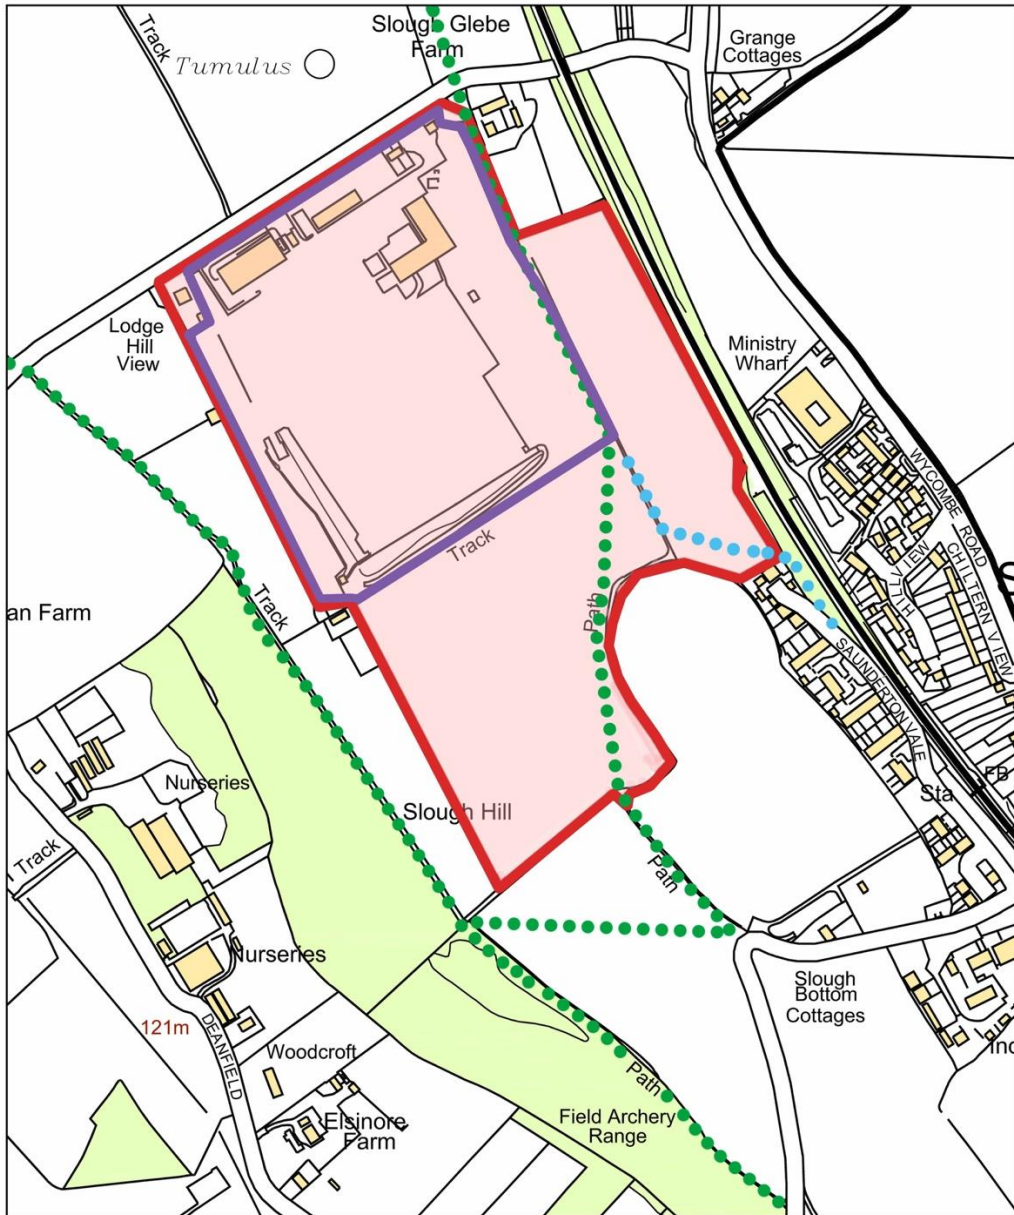 Track
Slough Glebe
Farm
Tumulus
Grange
Cottages
Lodge
Hill
View
Ministry
Wharf
WYCOMBE ROAD
CHILTERN VIEW
HILL VIEW
Track
Track
Path
an Farm
SAUNDERTON VALE
Nurseries
Slough Hill
FB
Sta
Track
Path
Nurseries
Slough
Bottom
Cottages
121m
DEANFIELD
Woodcroft
Elsinore
Farm
Path
Field Archery
Range